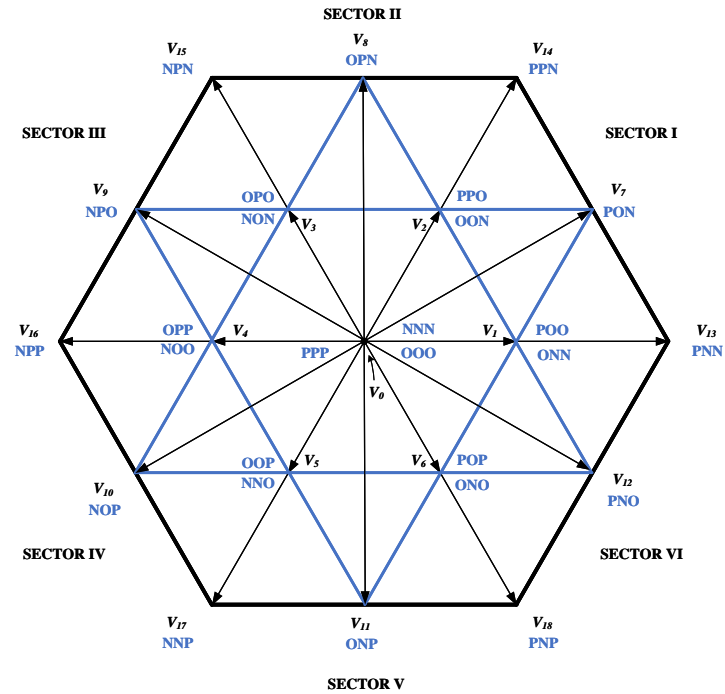 SECTOR II
V8
OPN
V15
NPN
V14
PPN
SECTOR III
SECTOR I
V9
NPO
OPO
NON
V3
PPO
OON
V2
V7
PON
V16
NPP
OPP
NOO
V4
PPP
NNN
OOO
V0
V1
POO
ONN
V13
PNN
OOP
NNO
V5
V6
POP
ONO
V10
NOP
V12
PNO
SECTOR IV
SECTOR VI
V17
NNP
V11
ONP
V18
PNP
SECTOR V